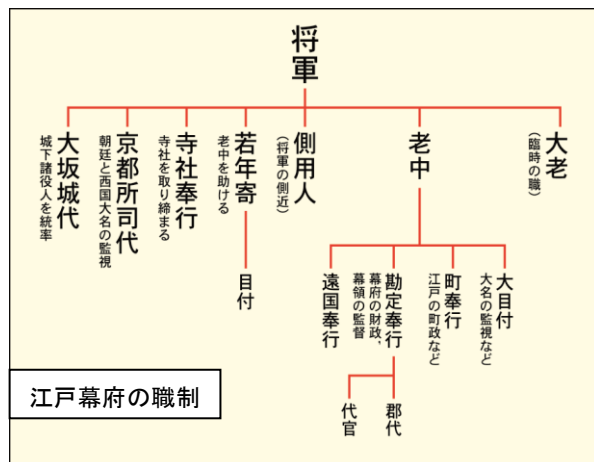 将軍
大老
(臨時の職)
老中
側用人
(将軍の側近)
若年寄
老中を助ける
寺社奉行
寺社を取り締まる
京都所司代
朝廷と西国大名の監視
大坂城代
城下諸役人を統率
大目付
大名の監視など
町奉行
江戸の町政など
勘定奉行
幕府の財政、
幕領の監督
遠国奉行
目付
郡代
代官
江戸幕府の職制